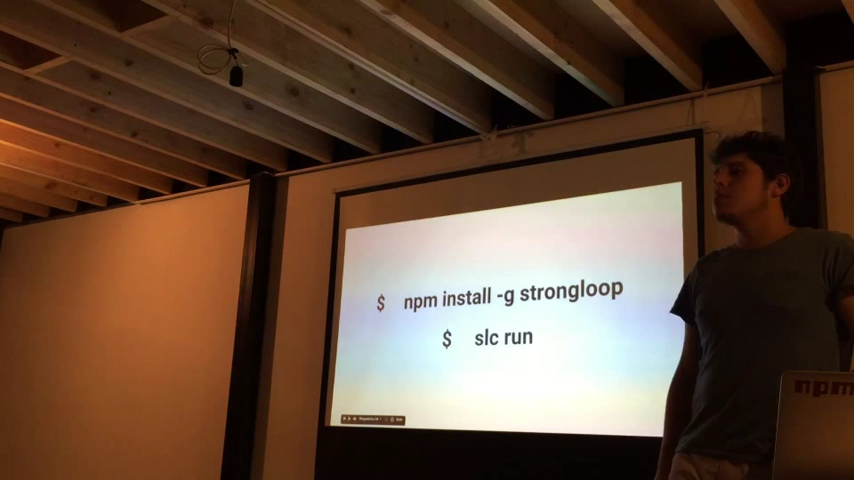 $ npm install -g strongloop
$ slc run
npm